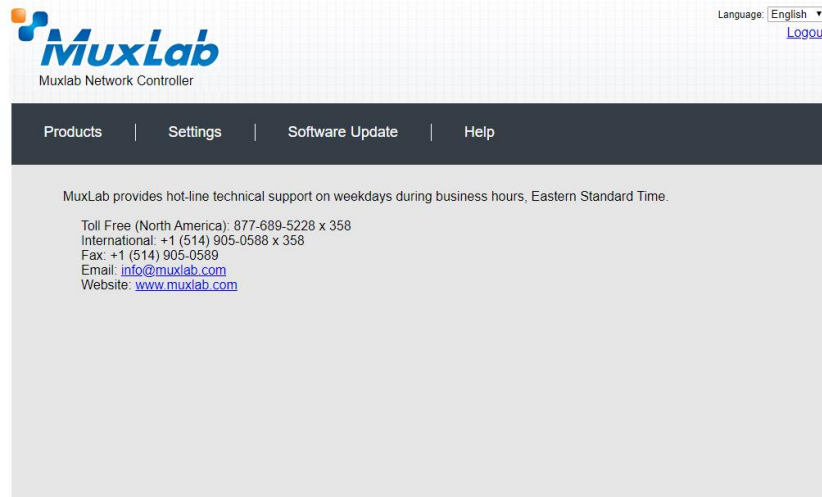 Language: English
Logou
MuxLab
Muxlab Network Controller
Products | Settings | Software Update | Help
MuxLab provides hot-line technical support on weekdays during business hours, Eastern Standard Time.
Toll Free (North America): 877-689-5228 x 358
International: +1 (514) 905-0588 x 358
Fax: +1 (514) 905-0589
Email: info@muxlab.com
Website: www.muxlab.com